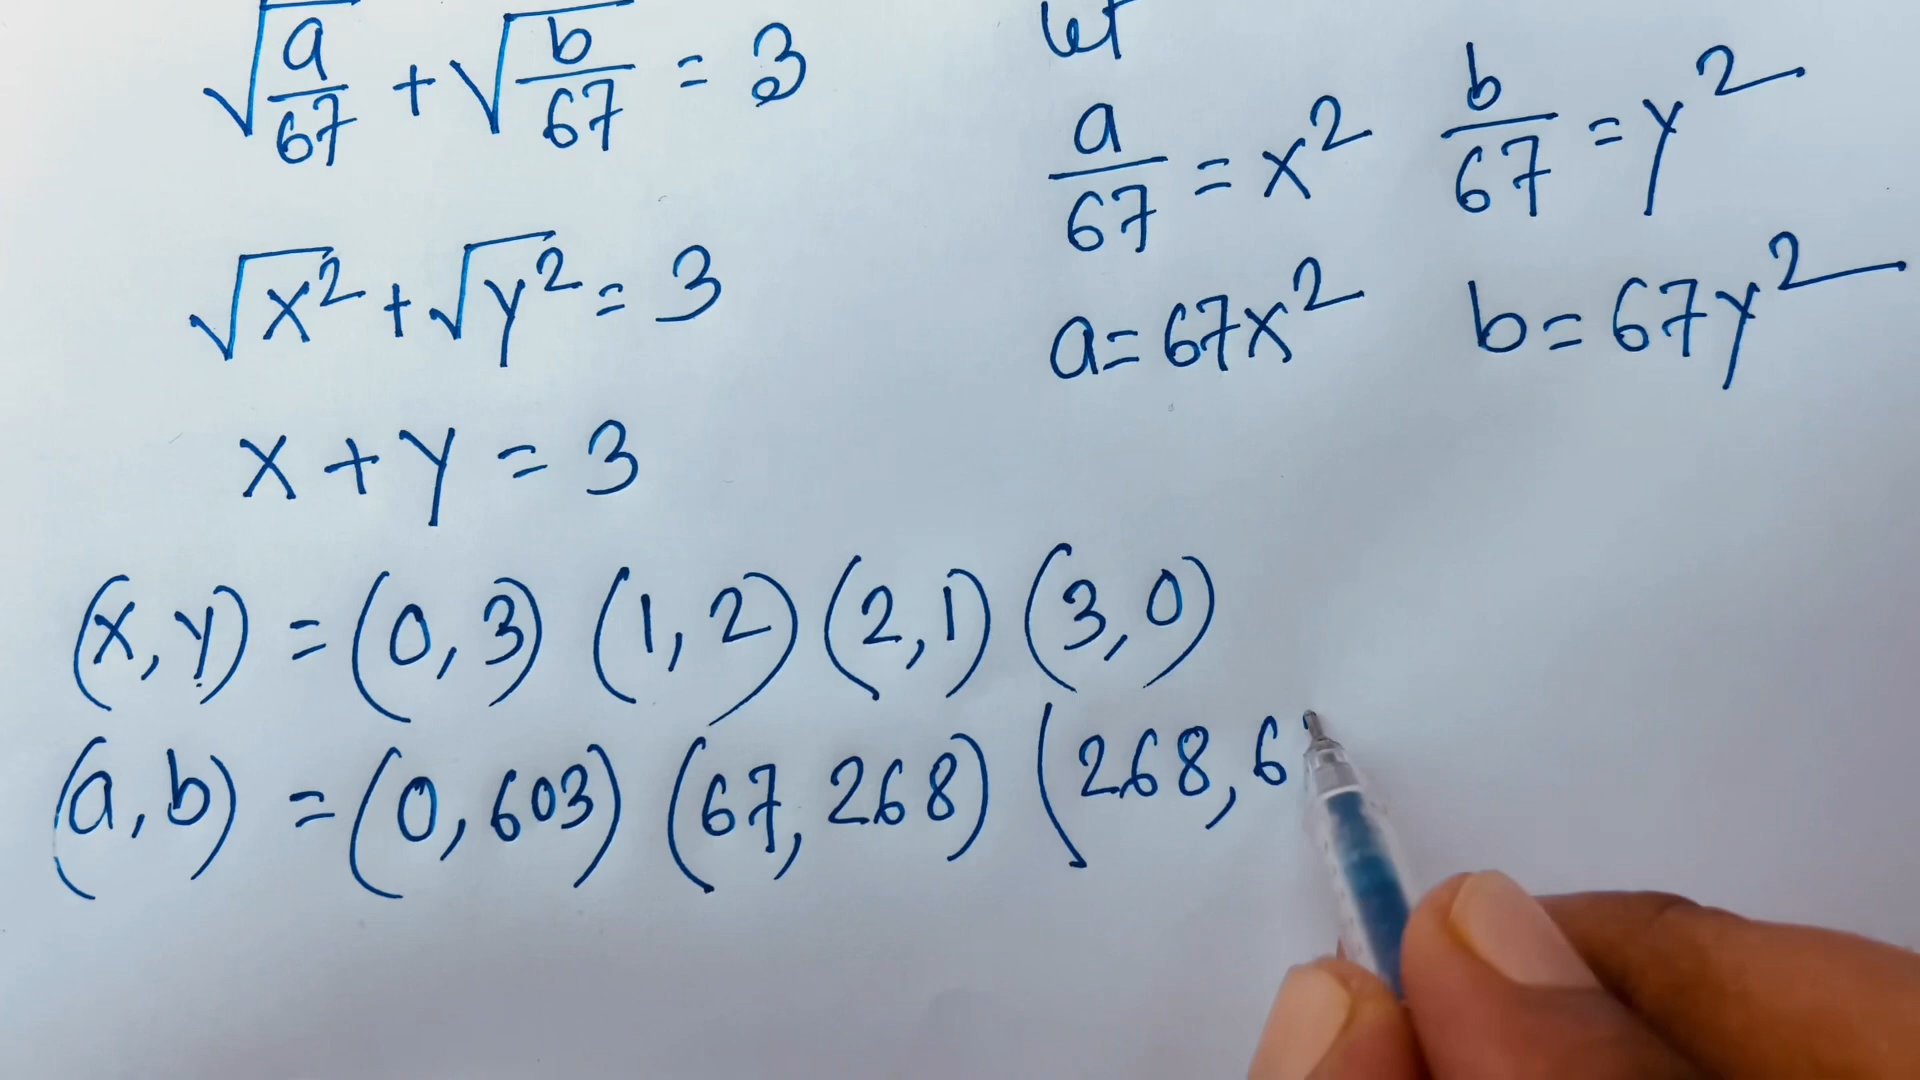 √(a/67) + √(b/67) = 3
let
a/67 = x² b/67 = y²
√x² + √y² = 3
a = 67x² b = 67y²
x + y = 3
(x, y) = (0, 3) (1, 2) (2, 1) (3, 0)
(a, b) = (0, 603) (67, 268) (268, 6